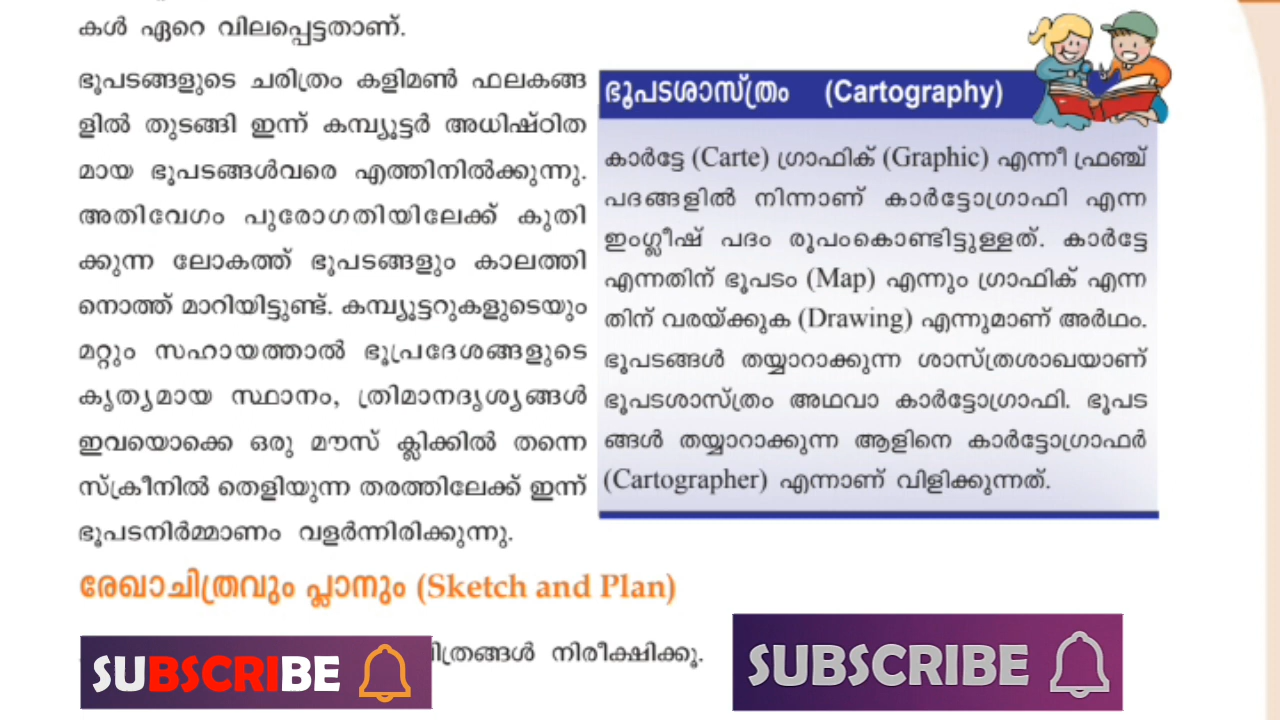 കൾ ഏറെ വിലപ്പെട്ടതാണ്.
ഭൂപടങ്ങളുടെ ചരിത്രം കളിമൺ ഫലകങ്ങ
ളിൽ തുടങ്ങി ഇന്ന് കമ്പ്യൂട്ടർ അധിഷ്ഠിത
മായ ഭൂപടങ്ങൾവരെ എത്തിനിൽക്കുന്നു.
അതിവേഗം പുരോഗതിയിലേക്ക് കുതി
ക്കുന്ന ലോകത്ത് ഭൂപടങ്ങളും കാലത്തി
നൊത്ത് മാറിയിട്ടുണ്ട്. കമ്പ്യൂട്ടറുകളുടെയും
മറ്റും സഹായത്താൽ ഭൂപ്രദേശങ്ങളുടെ
കൃത്യമായ സ്ഥാനം, ത്രിമാനദൃശ്യങ്ങൾ
ഇവയൊക്കെ ഒരു മൗസ് ക്ലിക്കിൽ തന്നെ
സ്ക്രീനിൽ തെളിയുന്ന തരത്തിലേക്ക് ഇന്ന്
ഭൂപടനിർമ്മാണം വളർന്നിരിക്കുന്നു.
ഭൂപടശാസ്ത്രം (Cartography)
കാർട്ടേ (Carte) ഗ്രാഫിക് (Graphic) എന്നീ ഫ്രഞ്ച്
പദങ്ങളിൽ നിന്നാണ് കാർട്ടോഗ്രാഫി എന്ന
ഇംഗ്ലീഷ് പദം രൂപംകൊണ്ടിട്ടുള്ളത്. കാർട്ടേ
എന്നതിന് ഭൂപടം (Map) എന്നും ഗ്രാഫിക് എന്ന
തിന് വരയ്ക്കുക (Drawing) എന്നുമാണ് അർഥം.
ഭൂപടങ്ങൾ തയ്യാറാക്കുന്ന ശാസ്ത്രശാഖയാണ്
ഭൂപടശാസ്ത്രം അഥവാ കാർട്ടോഗ്രാഫി. ഭൂപട
ങ്ങൾ തയ്യാറാക്കുന്ന ആളിനെ കാർട്ടോഗ്രാഫർ
(Cartographer) എന്നാണ് വിളിക്കുന്നത്.
രേഖാചിത്രവും പ്ലാനും (Sketch and Plan)
നിരീക്ഷിക്കൂ.
SUBSCRIBE
SUBSCRIBE